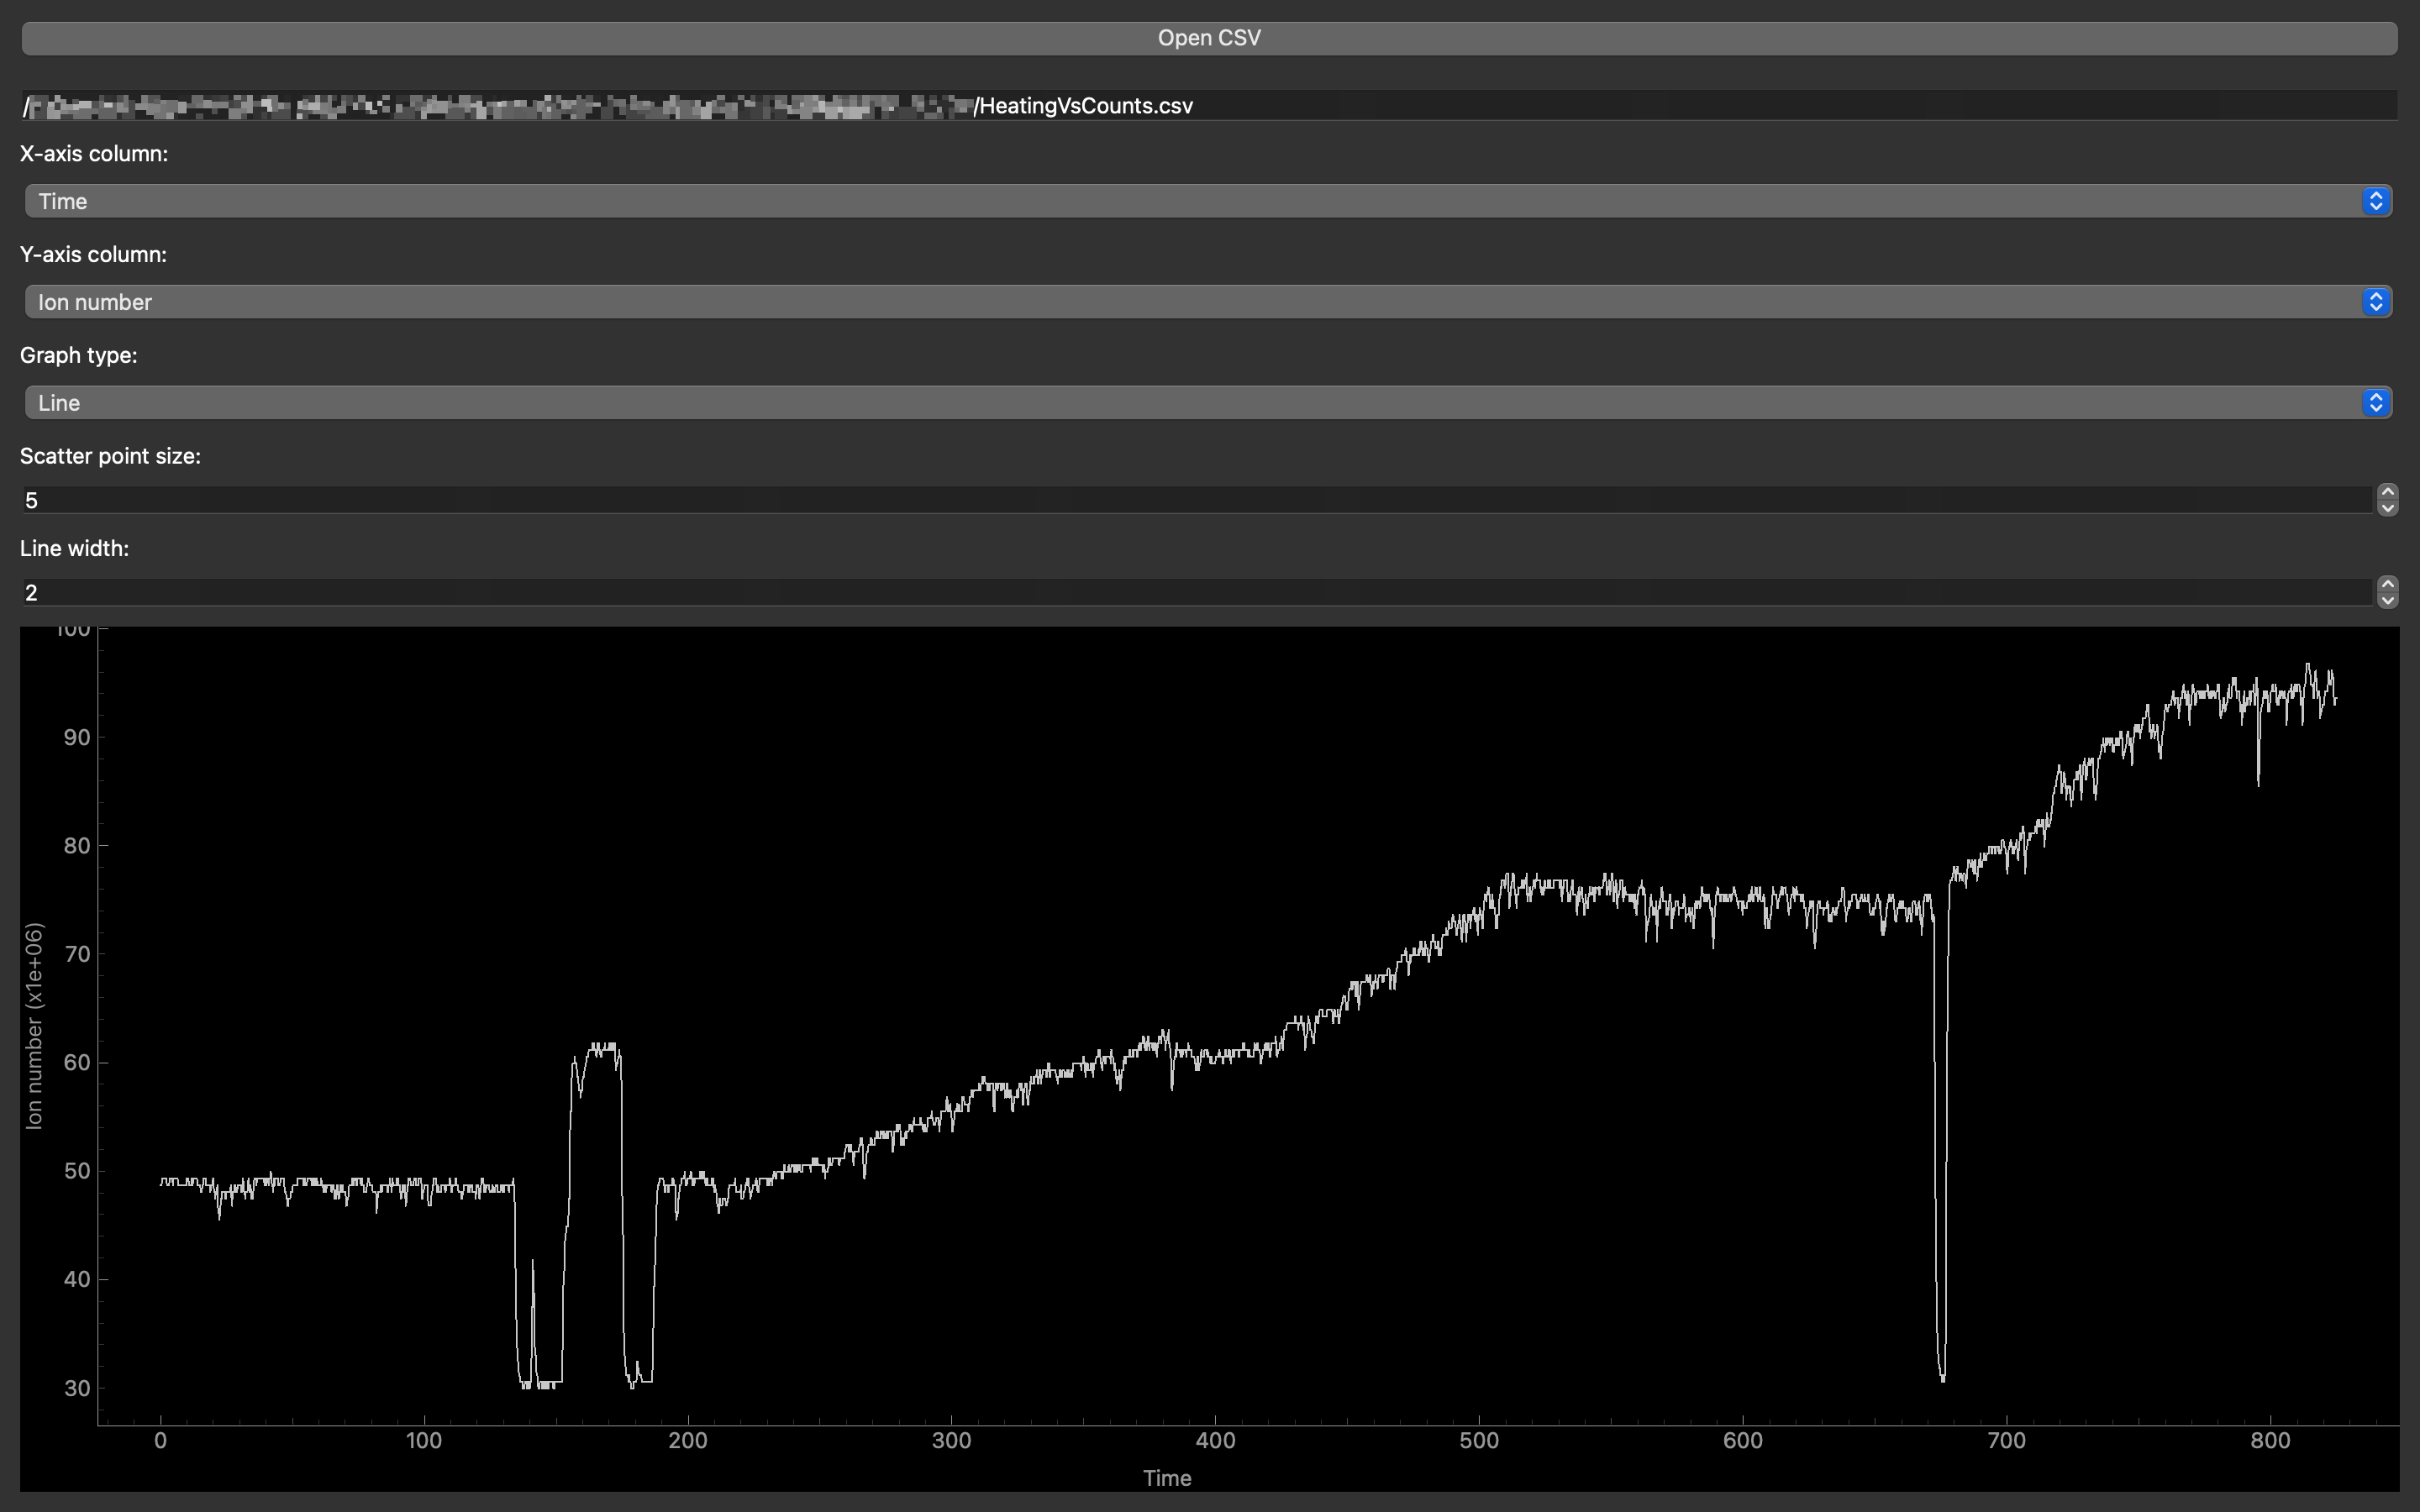 Open CSV
/HeatingVsCounts.csv
X-axis column:
Time
Y-axis column:
Ion number
Graph type:
Line
Scatter point size:
5
Line width:
2
100
90
80
70
60
50
40
30
Ion number (x1e+06)
0 100 200 300 400 500 600 700 800
Time